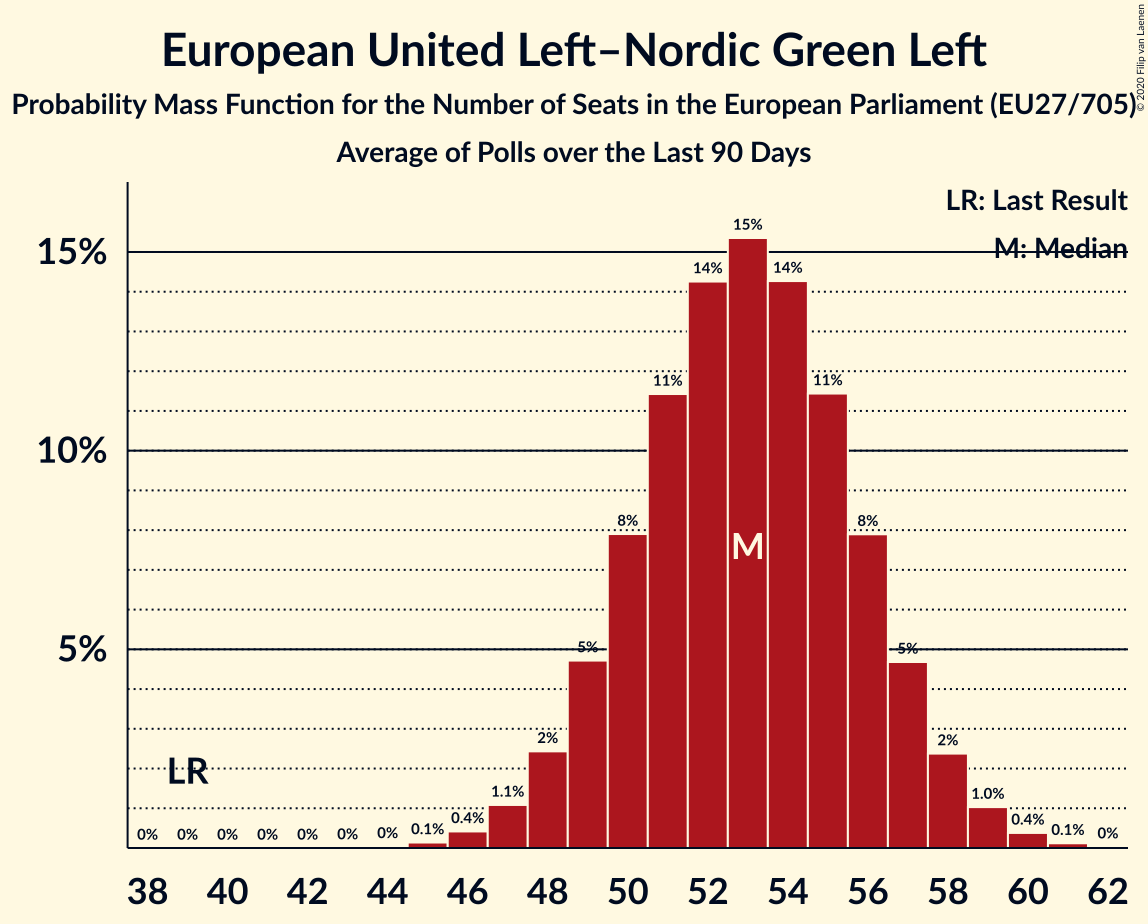 European United Left–Nordic Green Left
Probability Mass Function for the Number of Seats in the European Parliament (EU27/705)
Average of Polls over the Last 90 Days
© 2020 Filip van Laenen
LR: Last Result
M: Median
15%
10%
5%
15%
14% 14%
11% 11%
8% 8%
M
5% 5%
LR
2% 2%
1.1% 1.0%
0% 0% 0% 0% 0% 0% 0% 0.1% 0.4% 0.4% 0.1% 0%
38 40 42 44 46 48 50 52 54 56 58 60 62